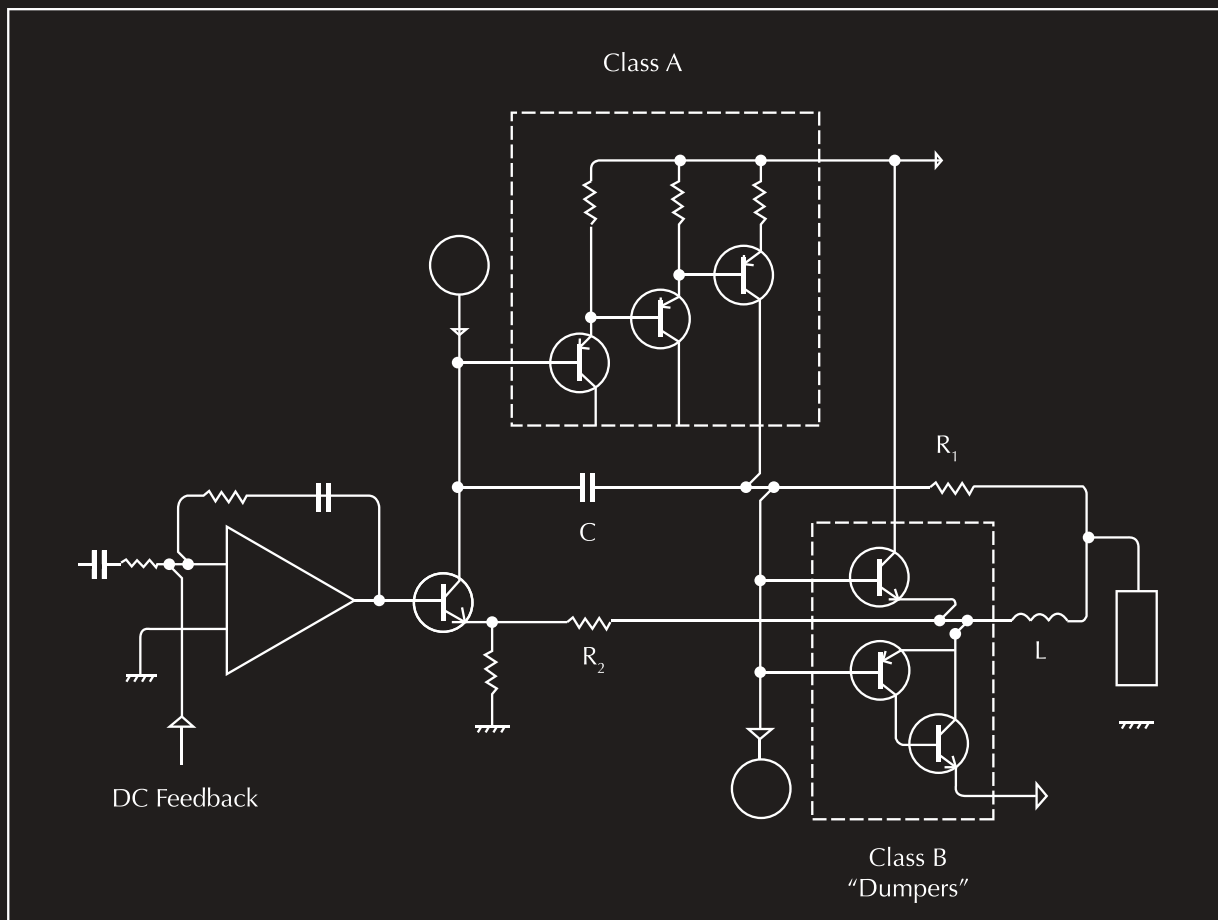 Class A
R1
C
R2
L
DC Feedback
Class B
“Dumpers”